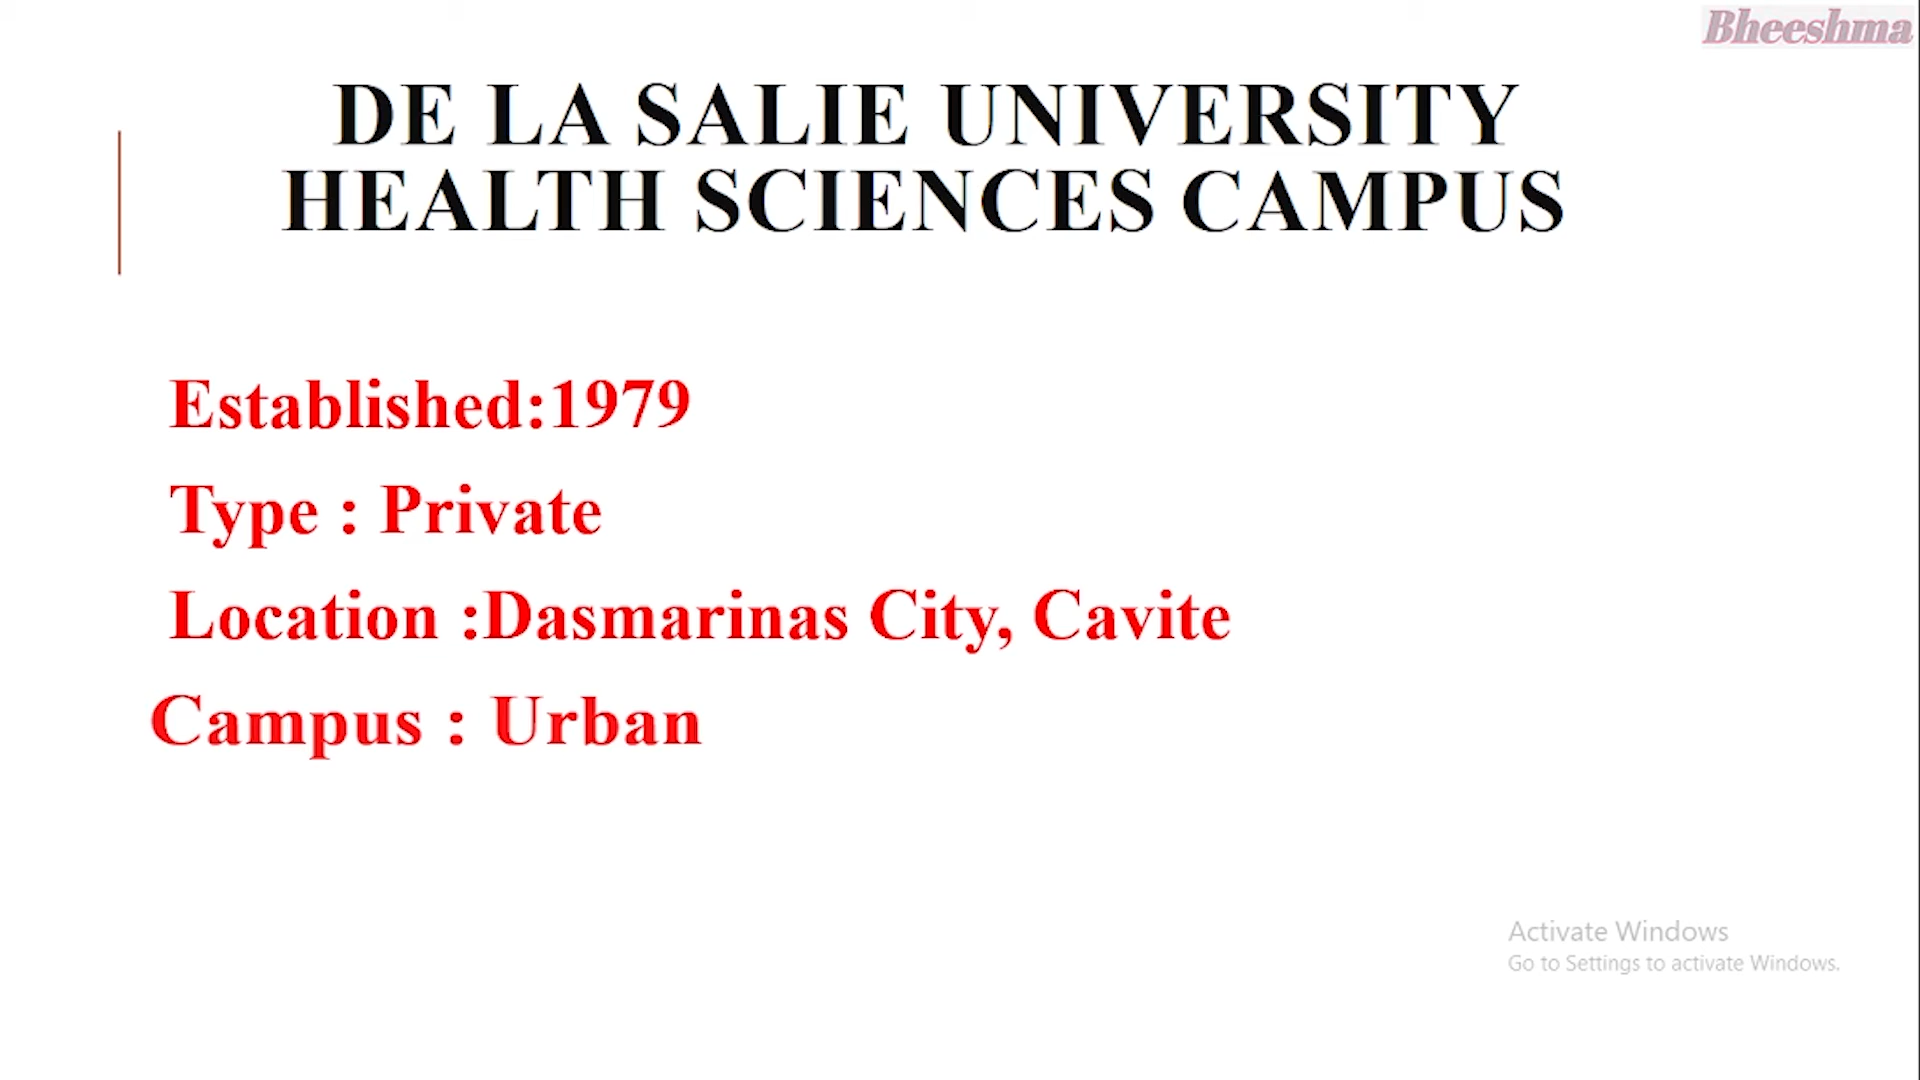 Bheeshma
DE LA SALIE UNIVERSITY
HEALTH SCIENCES CAMPUS
Established:1979
Type : Private
Location :Dasmarinas City, Cavite
Campus : Urban
Activate Windows
Go to Settings to activate Windows.